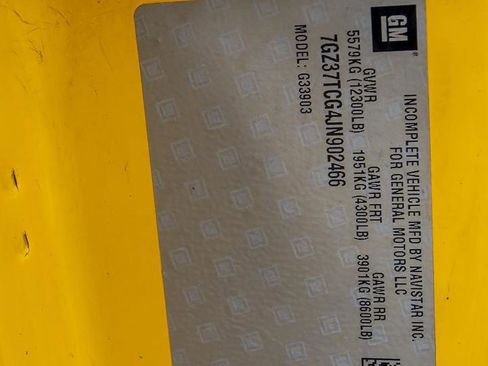 GM
INCOMPLETE VEHICLE MFD BY NAVISTAR INC.
FOR GENERAL MOTORS LLC
GVWR GAWR FRT GAWR RR
5579KG (12300LB) 1951KG (4300LB) 3901KG (8600LB)
7GZ37TCG4JN902466
MODEL: G33903